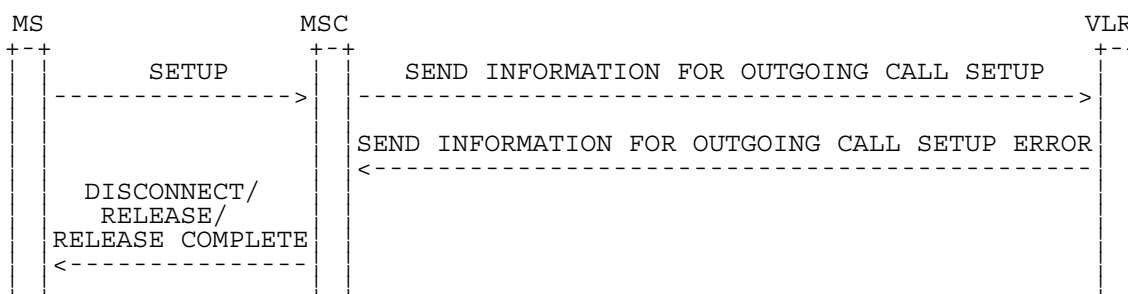 MS MSC VLR
SETUP SEND INFORMATION FOR OUTGOING CALL SETUP
SEND INFORMATION FOR OUTGOING CALL SETUP ERROR
DISCONNECT/
RELEASE/
RELEASE COMPLETE